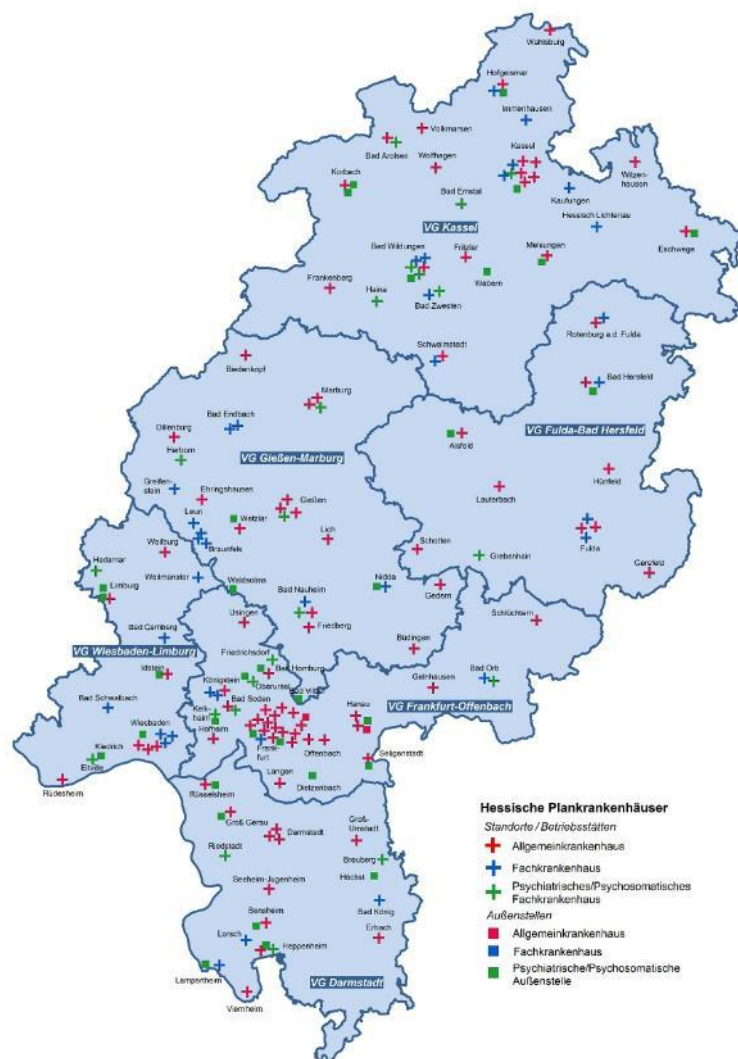 Wahlsburg
Hofgeismar
Immenhausen
Volkmarsen
Bad Arolsen
Wolfhagen
Kassel
Witzen-
hausen
Korbach
Bad Emstal
Kaufungen
Hessisch Lichtenau
VG Kassel
Eschwege
Bad Wildungen
Fritzlar
Melsungen
Wabern
Frankenberg
Haina
Bad Zwesten
Rotenburg a.d. Fulda
Schwalmstadt
Biedenkopf
Marburg
Bad Hersfeld
Bad Endbach
Dillenburg
VG Fulda-Bad Hersfeld
Alsfeld
Herborn
VG Gießen-Marburg
Hünfeld
Greifen-
stein
Ehringshausen
Gießen
Lauterbach
Leun
Wetzlar
Lich
Fulda
Weilburg
Braunfels
Schotten
Grebenhain
Hadamar
Gersfeld
Weilmünster
Waldsolms
Nidda
Limburg
Bad Nauheim
Gedern
Usingen
Friedberg
Schlüchtern
Bad Camberg
Büdingen
VG Wiesbaden-Limburg
Friedrichsdorf
Idstein
Bad Homburg
Bad Orb
Königstein
Oberursel
Gelnhausen
Bad Vilbel
VG Frankfurt-Offenbach
Bad Schwalbach
Bad Soden
Kelk-
heim
Hanau
Wiesbaden
Hofheim
Kiedrich
Frank-
furt
Offenbach
Eltville
Seligenstadt
Rüdesheim
Langen
Dietzenbach
Rüsselsheim
Groß Gerau
Darmstadt
Groß-
Umstadt
Riedstadt
Breuberg
Höchst
Seeheim-Jugenheim
Bad König
Bensheim
Erbach
Lorsch
Heppenheim
Lampertheim
VG Darmstadt
Viernheim
Hessische Plankrankenhäuser
Standorte / Betriebsstätten
Allgemeinkrankenhaus
Fachkrankenhaus
Psychiatrisches/Psychosomatisches
Fachkrankenhaus
Außenstellen
Allgemeinkrankenhaus
Fachkrankenhaus
Psychiatrische/Psychosomatische
Außenstelle